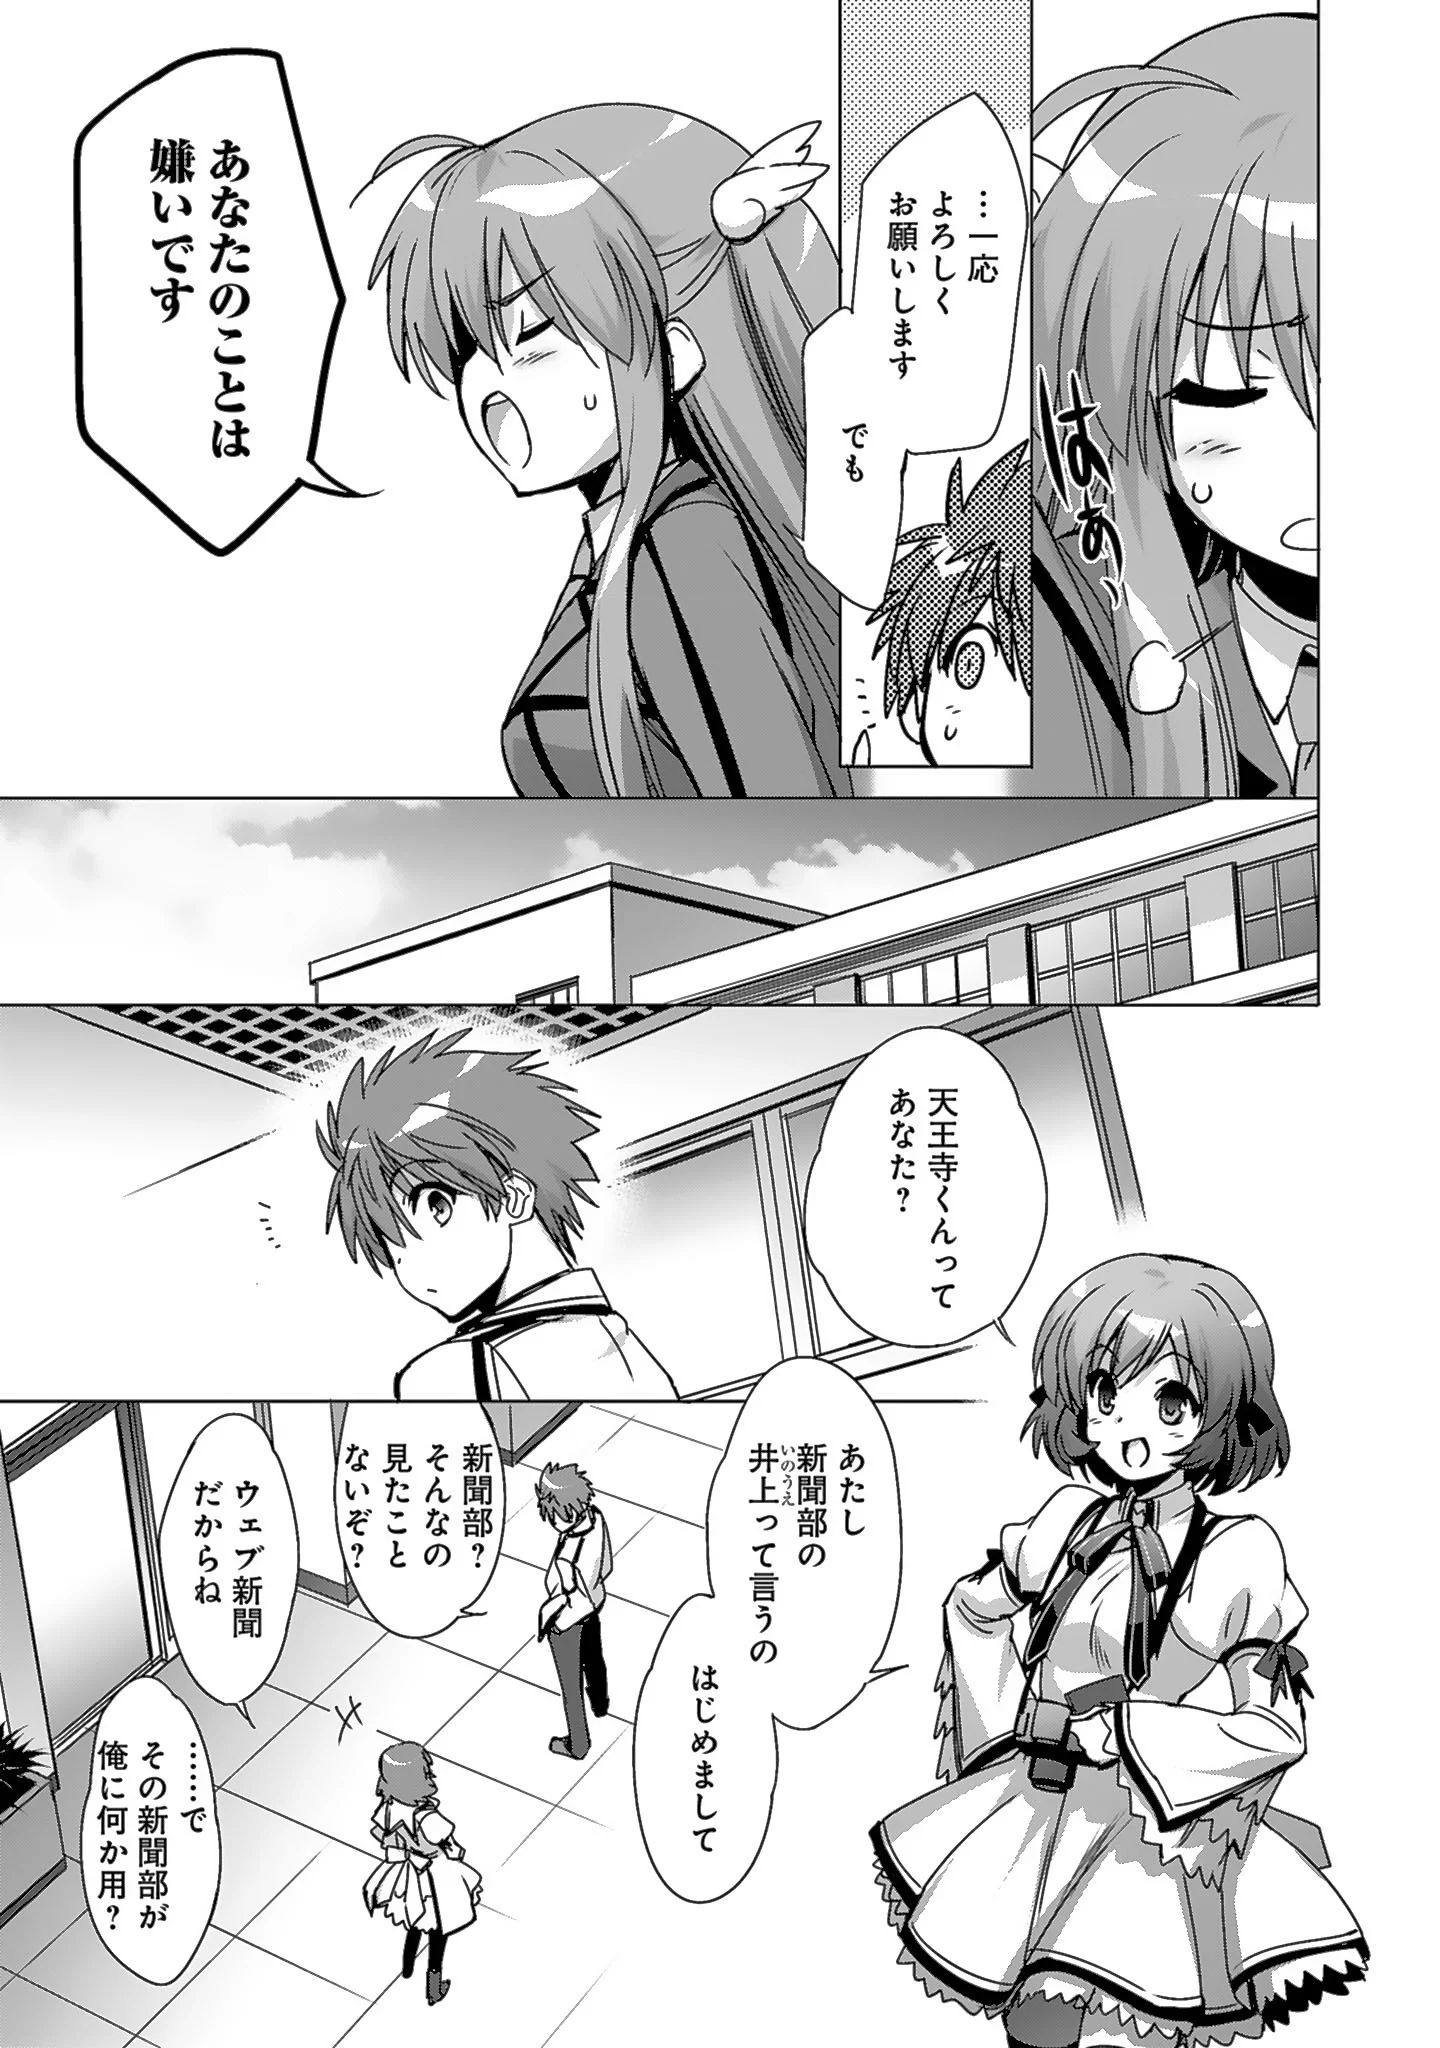 はぁぁ、
…一応
よろしく
お願いします
でも
あなたのことは
嫌いです
天王寺くんって
あなた?
あたし
新聞部の
井上って言うの
いのうえ
はじめまして
新聞部?
そんなの
見たこと
ないぞ?
ウェブ新聞
だからね
……で
その新聞部が
俺に何か用?